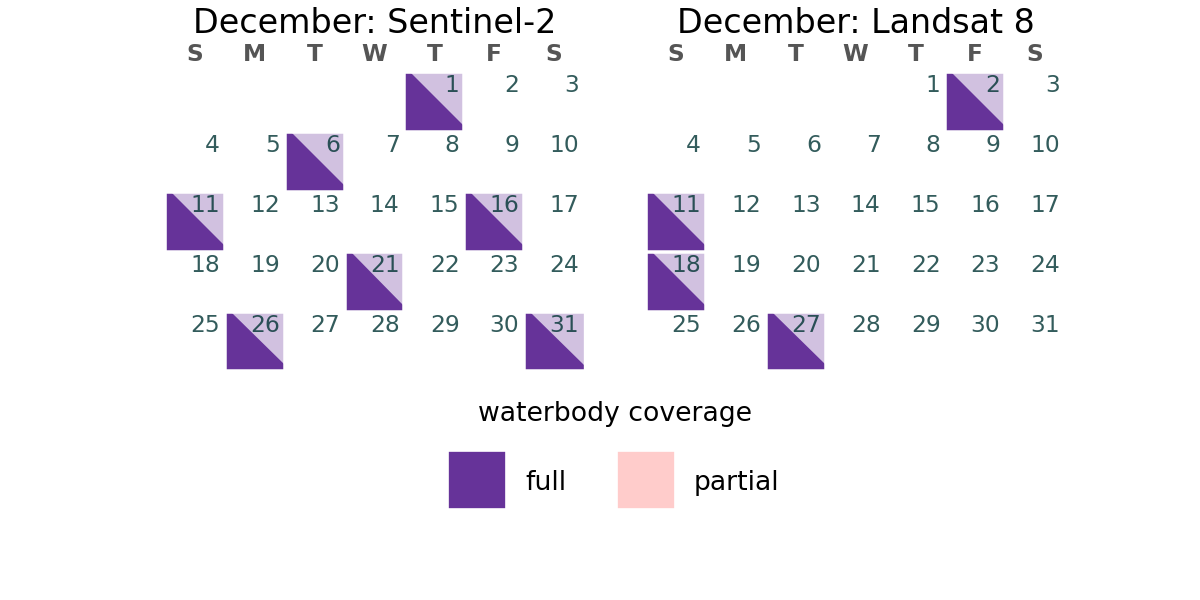 December: Sentinel-2
S M T W T F S
1 2 3
4 5 6 7 8 9 10
11 12 13 14 15 16 17
18 19 20 21 22 23 24
25 26 27 28 29 30 31
December: Landsat 8
S M T W T F S
1 2 3
4 5 6 7 8 9 10
11 12 13 14 15 16 17
18 19 20 21 22 23 24
25 26 27 28 29 30 31
waterbody coverage
full partial